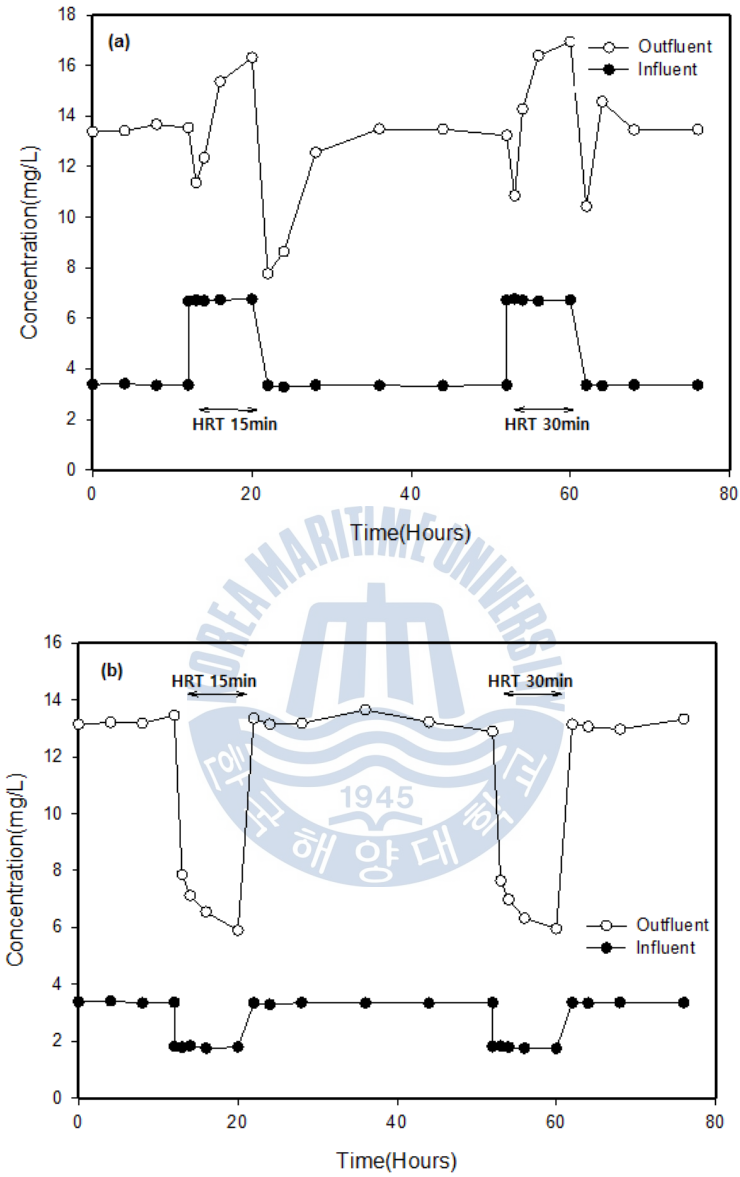 (a)
Outfluent
Influent
18
16
14
12
10
8
6
4
2
0
Concentration(mg/L)
HRT 15min
HRT 30min
0
20
40
60
80
Time(Hours)
KOREA MARITIME UNIVERSITY
16
14
12
10
8
6
4
2
0
Concentration(mg/L)
(b)
HRT 15min
HRT 30min
1945
한국해양대학교
Outfluent
Influent
0
20
40
60
80
Time(Hours)